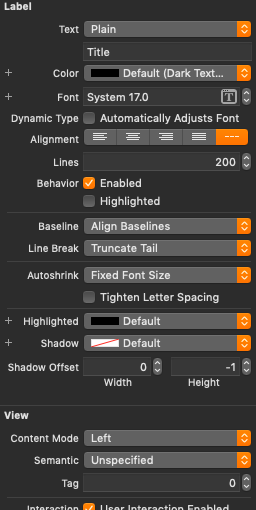 Label
Text Plain
Title
+ Color Default (Dark Text...
+ Font System 17.0 T
Dynamic Type Automatically Adjusts Font
Alignment ---
Lines 200
Behavior Enabled
Highlighted
Baseline Align Baselines
Line Break Truncate Tail
Autoshrink Fixed Font Size
Tighten Letter Spacing
+ Highlighted Default
+ Shadow Default
Shadow Offset 0 -1
Width Height
View
Content Mode Left
Semantic Unspecified
Tag 0
Interaction User Interaction Enabled